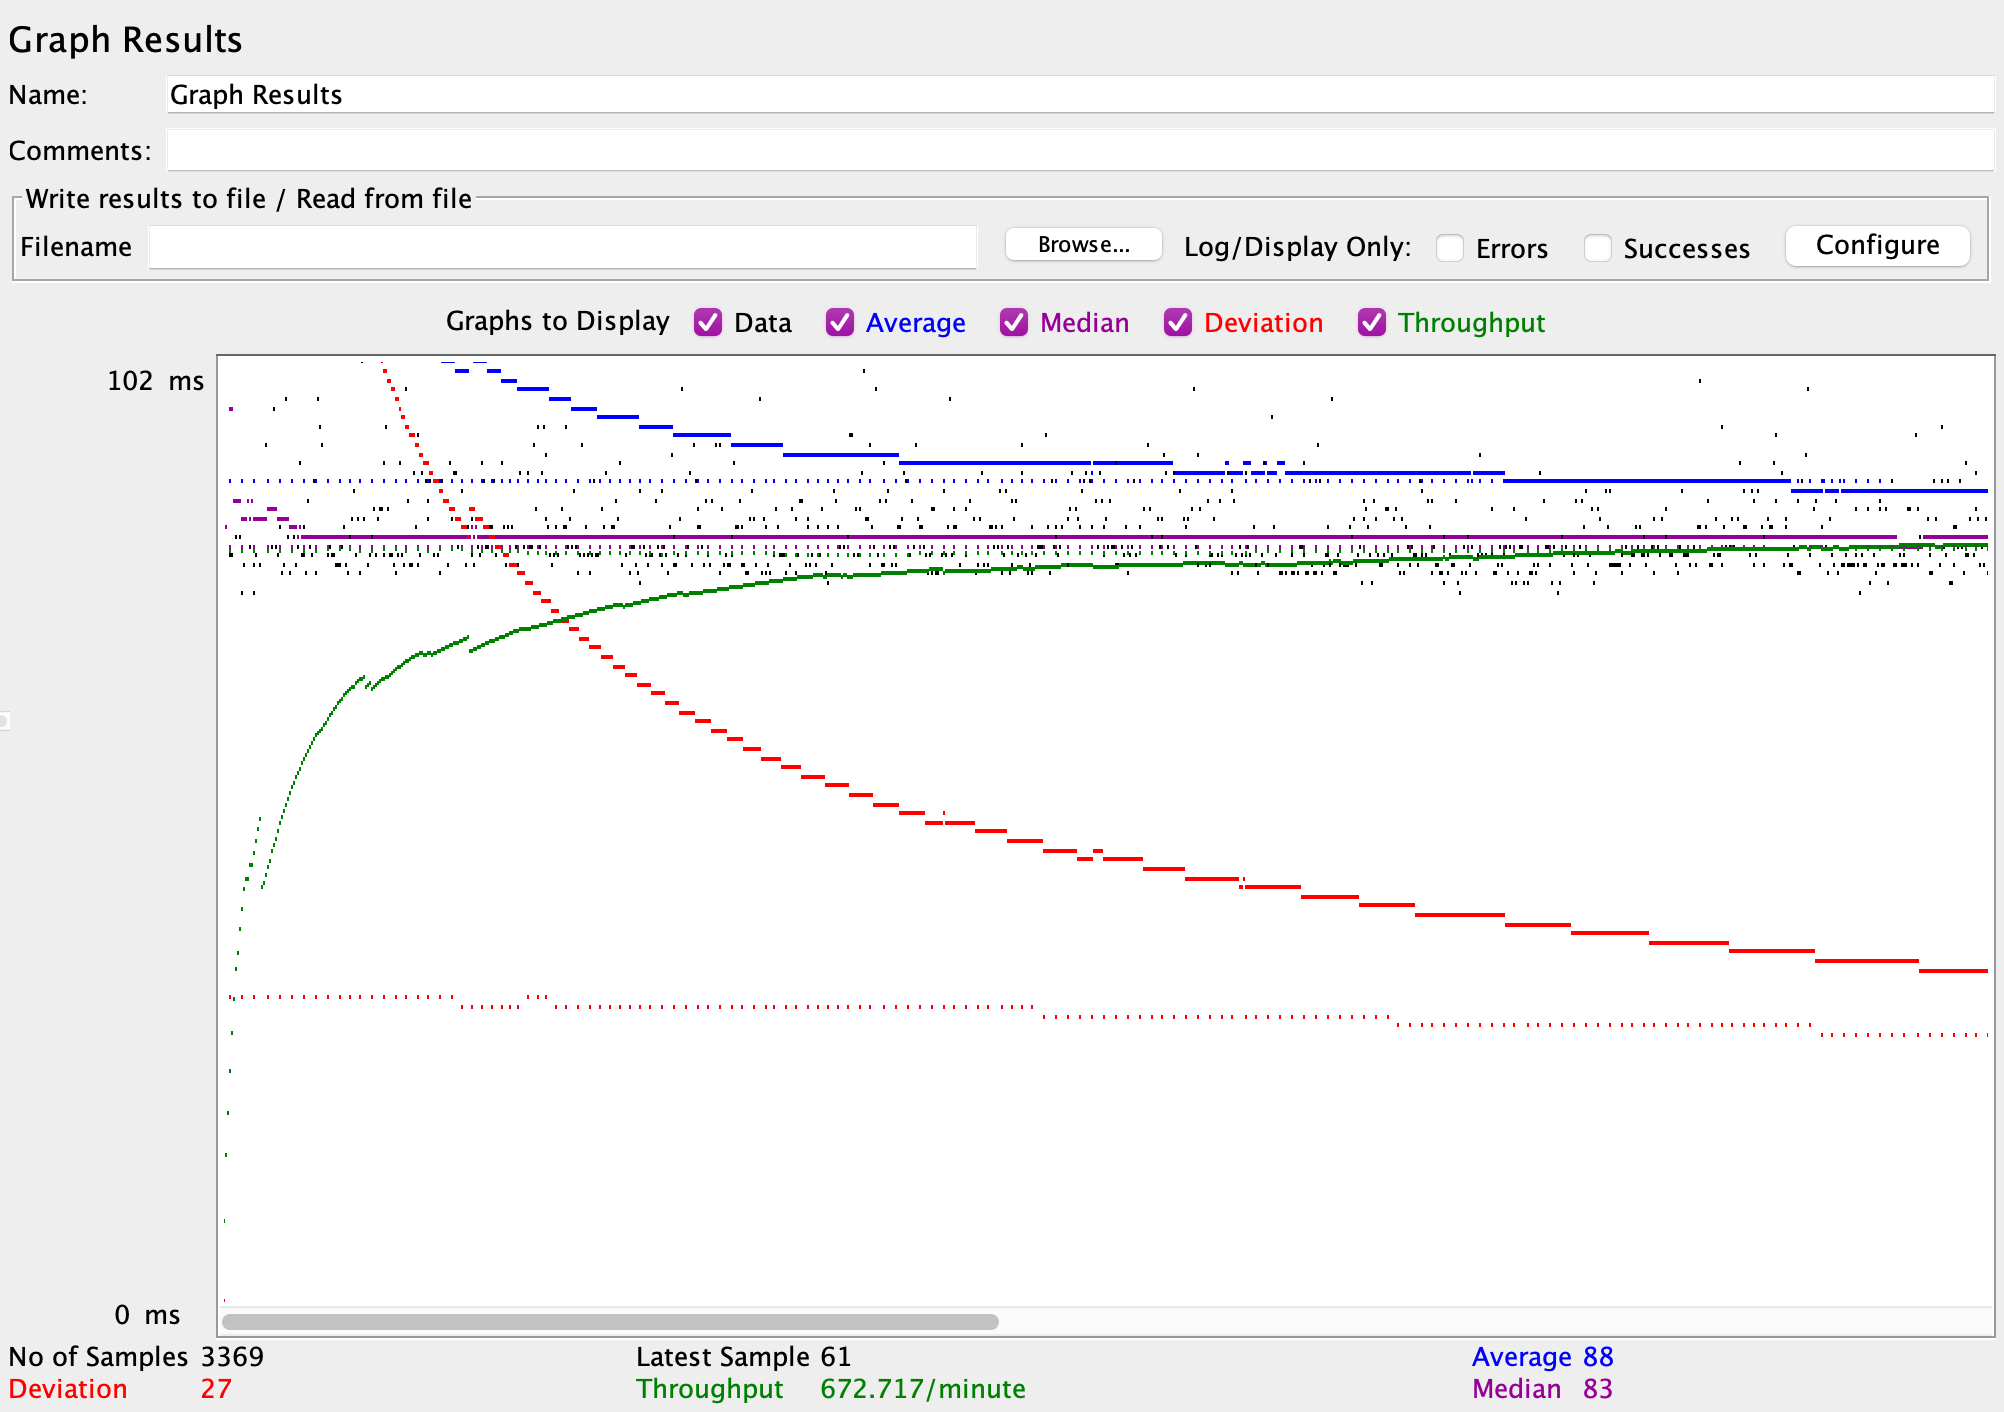 Graph Results
Name: Graph Results
Comments:
Write results to file / Read from file
Filename Browse... Log/Display Only: Errors Successes Configure
Graphs to Display Data Average Median Deviation Throughput
102 ms
0 ms
No of Samples 3369 Latest Sample 61 Average 88
Deviation 27 Throughput 672.717/minute Median 83